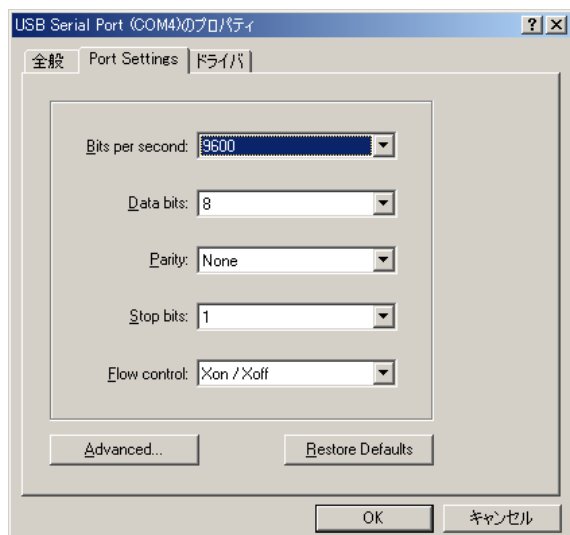 USB Serial Port (COM4)のプロパティ
全般 Port Settings ドライバ
Bits per second: 9600
Data bits: 8
Parity: None
Stop bits: 1
Flow control: Xon / Xoff
Advanced... Restore Defaults
OK キャンセル